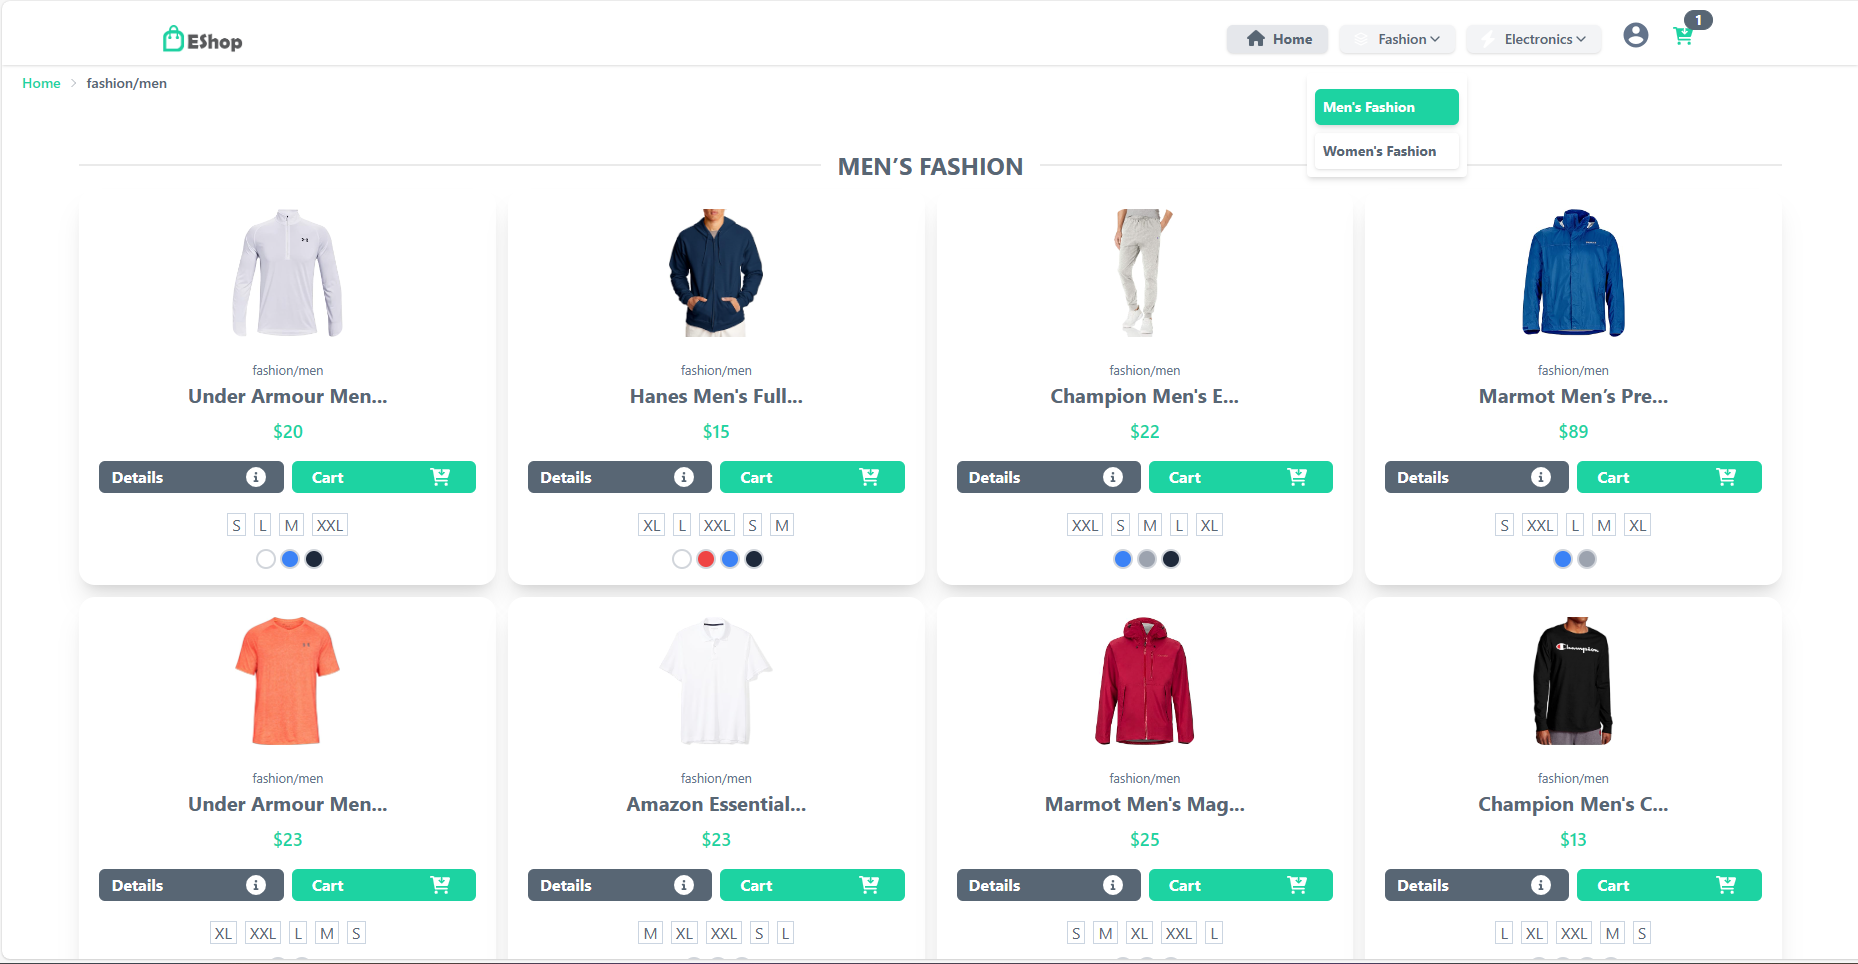 EShop
Home
Fashion
Electronics
1
Home > fashion/men
Men's Fashion
Women's Fashion
MEN’S FASHION
fashion/men
Under Armour Men...
$20
Details
Cart
S L M XXL
fashion/men
Hanes Men's Full...
$15
Details
Cart
XL L XXL S M
fashion/men
Champion Men's E...
$22
Details
Cart
XXL S M L XL
fashion/men
Marmot Men’s Pre...
$89
Details
Cart
S XXL L M XL
fashion/men
Under Armour Men...
$23
Details
Cart
XL XXL L M S
fashion/men
Amazon Essential...
$23
Details
Cart
M XL XXL S L
fashion/men
Marmot Men's Mag...
$25
Details
Cart
S M XL XXL L
Champion
fashion/men
Champion Men's C...
$13
Details
Cart
L XL XXL M S